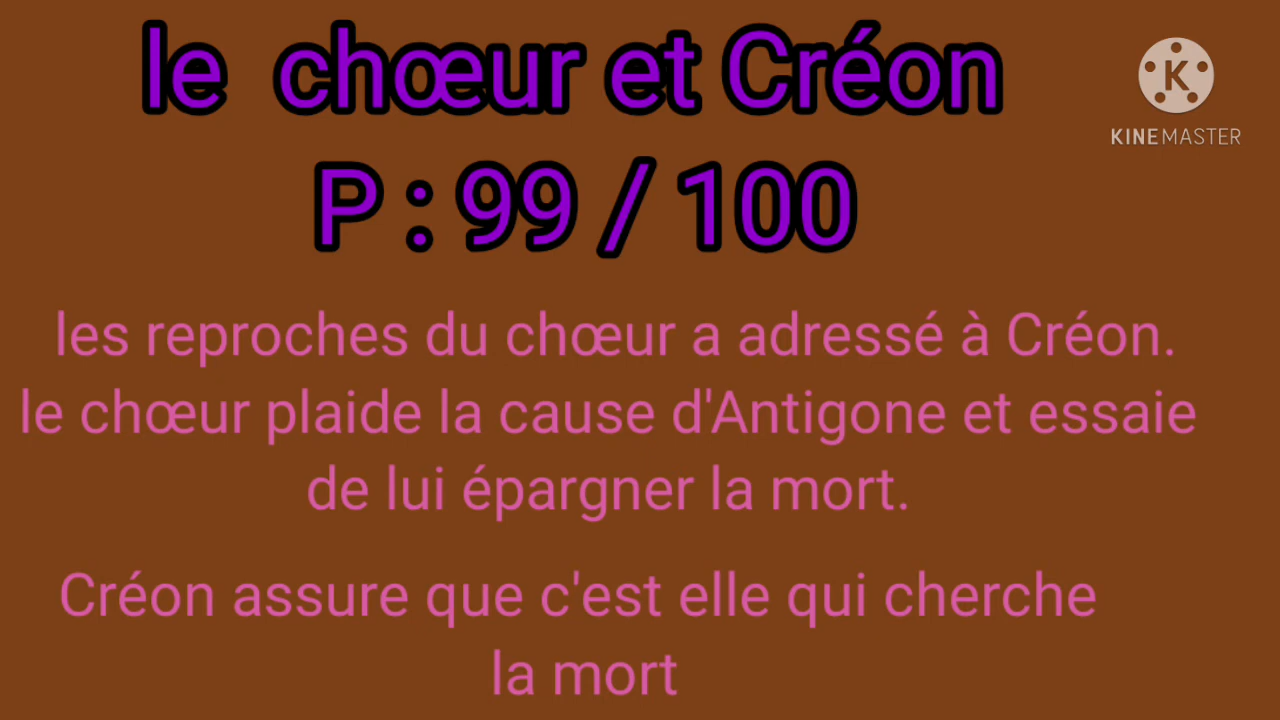 le chœur et Créon
K
KINEMASTER
P : 99 / 100
les reproches du chœur a adressé à Créon.
le chœur plaide la cause d'Antigone et essaie
de lui épargner la mort.
Créon assure que c'est elle qui cherche
la mort